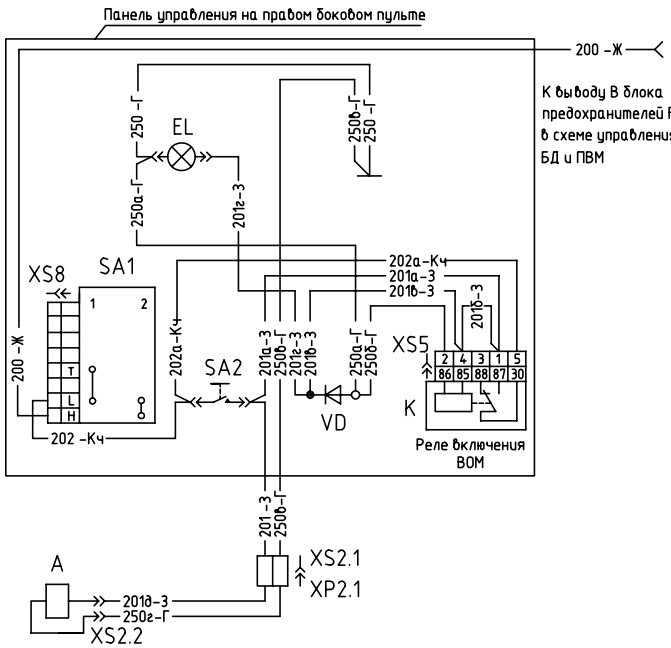 Панель управления на правом боковом пульте
200 -Ж
К выводу В блока
предохранителей
в схеме управления
БД и ПВМ
250 -Г
EL
250в-Г
250 -Г
250а-Г
201г-З
XS8
SA1
1 2
Т
L
H
200 -Ж
202 -Кч
202а-Кч
SA2
201а-З
250в-Г
201г-З
201в-З
VD
250а-Г
250б-Г
202а-Кч
201а-З
201в-З
201б-З
XS5
2 4 3 1 5
86 85 88 87 30
K
Реле включения
ВОМ
201 -З
250в-Г
XS2.1
XP2.1
A
201д-З
250г-Г
XS2.2